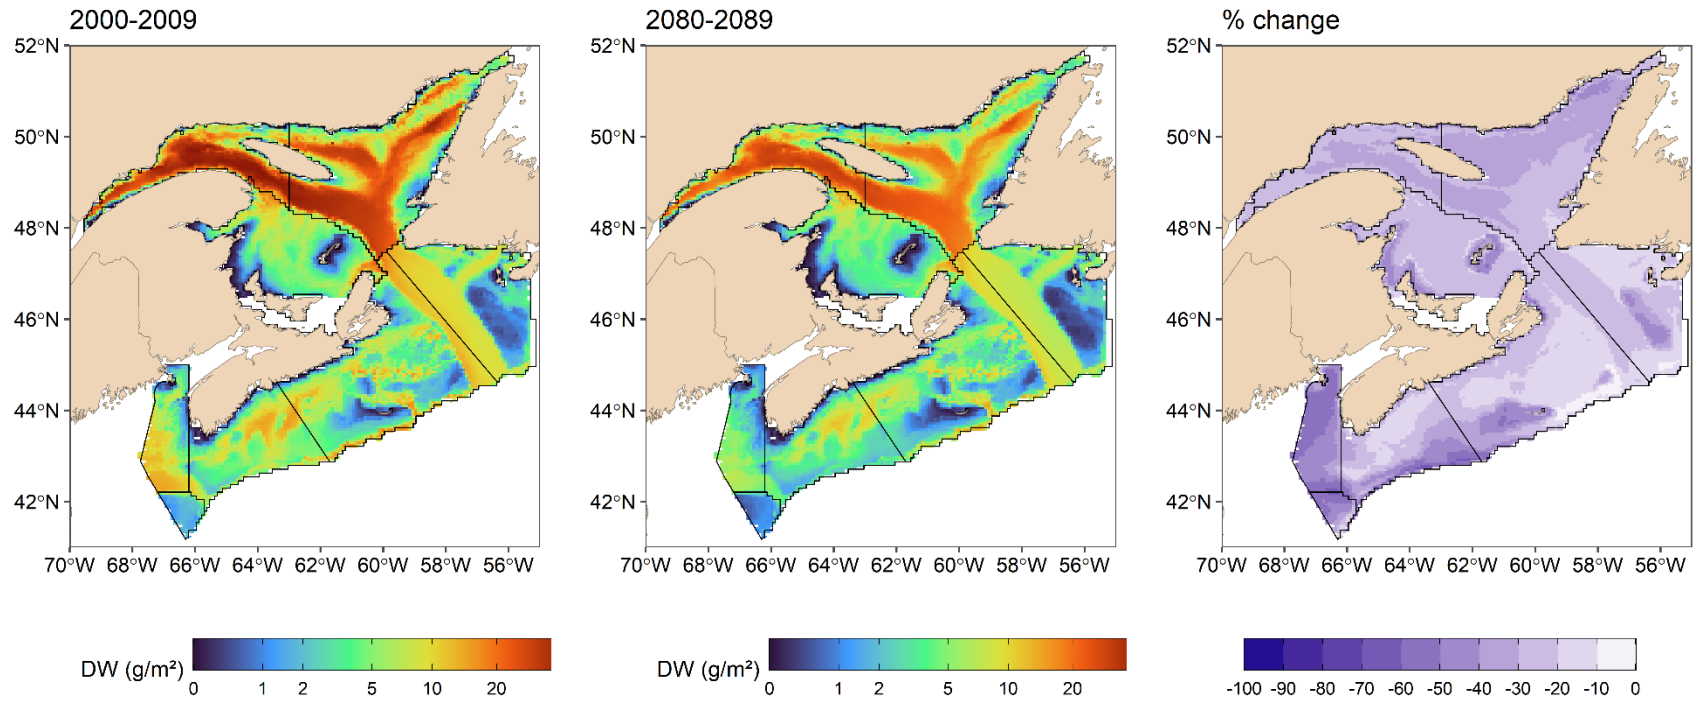 2000-2009
2080-2089
% change
52°N
50°N
48°N
46°N
44°N
42°N
70°W 68°W 66°W 64°W 62°W 60°W 58°W 56°W
52°N
50°N
48°N
46°N
44°N
42°N
70°W 68°W 66°W 64°W 62°W 60°W 58°W 56°W
52°N
50°N
48°N
46°N
44°N
42°N
70°W 68°W 66°W 64°W 62°W 60°W 58°W 56°W
DW (g/m²)
0 1 2 5 10 20
DW (g/m²)
0 1 2 5 10 20
-100 -90 -80 -70 -60 -50 -40 -30 -20 -10 0